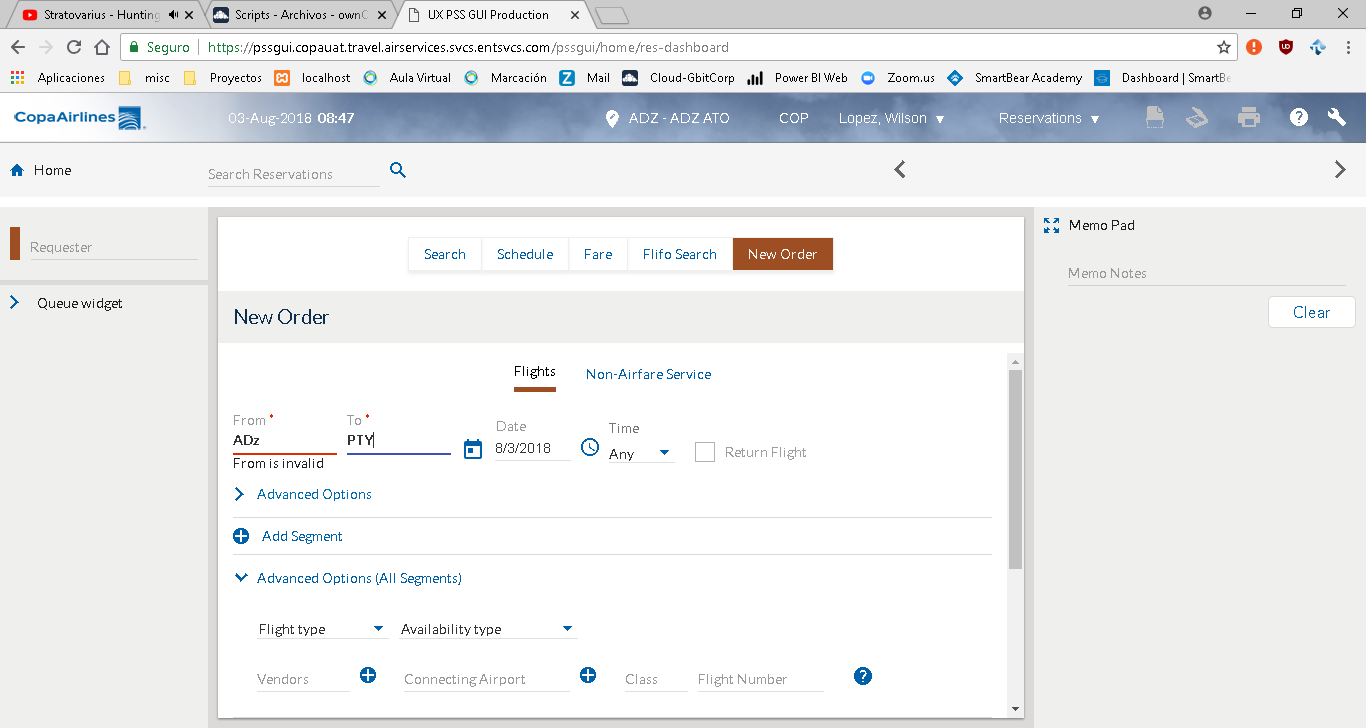 Stratovarius - Hunting
Scripts - Archivos - ownC
UX PSS GUI Production
Seguro
https://pssgui.copauat.travel.airservices.svcs.entsvcs.com/pssgui/home/res-dashboard
Aplicaciones misc Proyectos localhost Aula Virtual Marcación Mail Cloud-GbitCorp Power BI Web Zoom.us SmartBear Academy Dashboard | SmartBe
CopaAirlines 03-Aug-2018 08:47 ADZ - ADZ ATO COP Lopez, Wilson Reservations
Home Search Reservations
Requester
Queue widget
Search Schedule Fare Flifo Search New Order
New Order
Flights Non-Airfare Service
From * To * Date Time
ADz PTY 8/3/2018 Any Return Flight
From is invalid
Advanced Options
Add Segment
Advanced Options (All Segments)
Flight type Availability type
Vendors Connecting Airport Class Flight Number
Memo Pad
Memo Notes
Clear